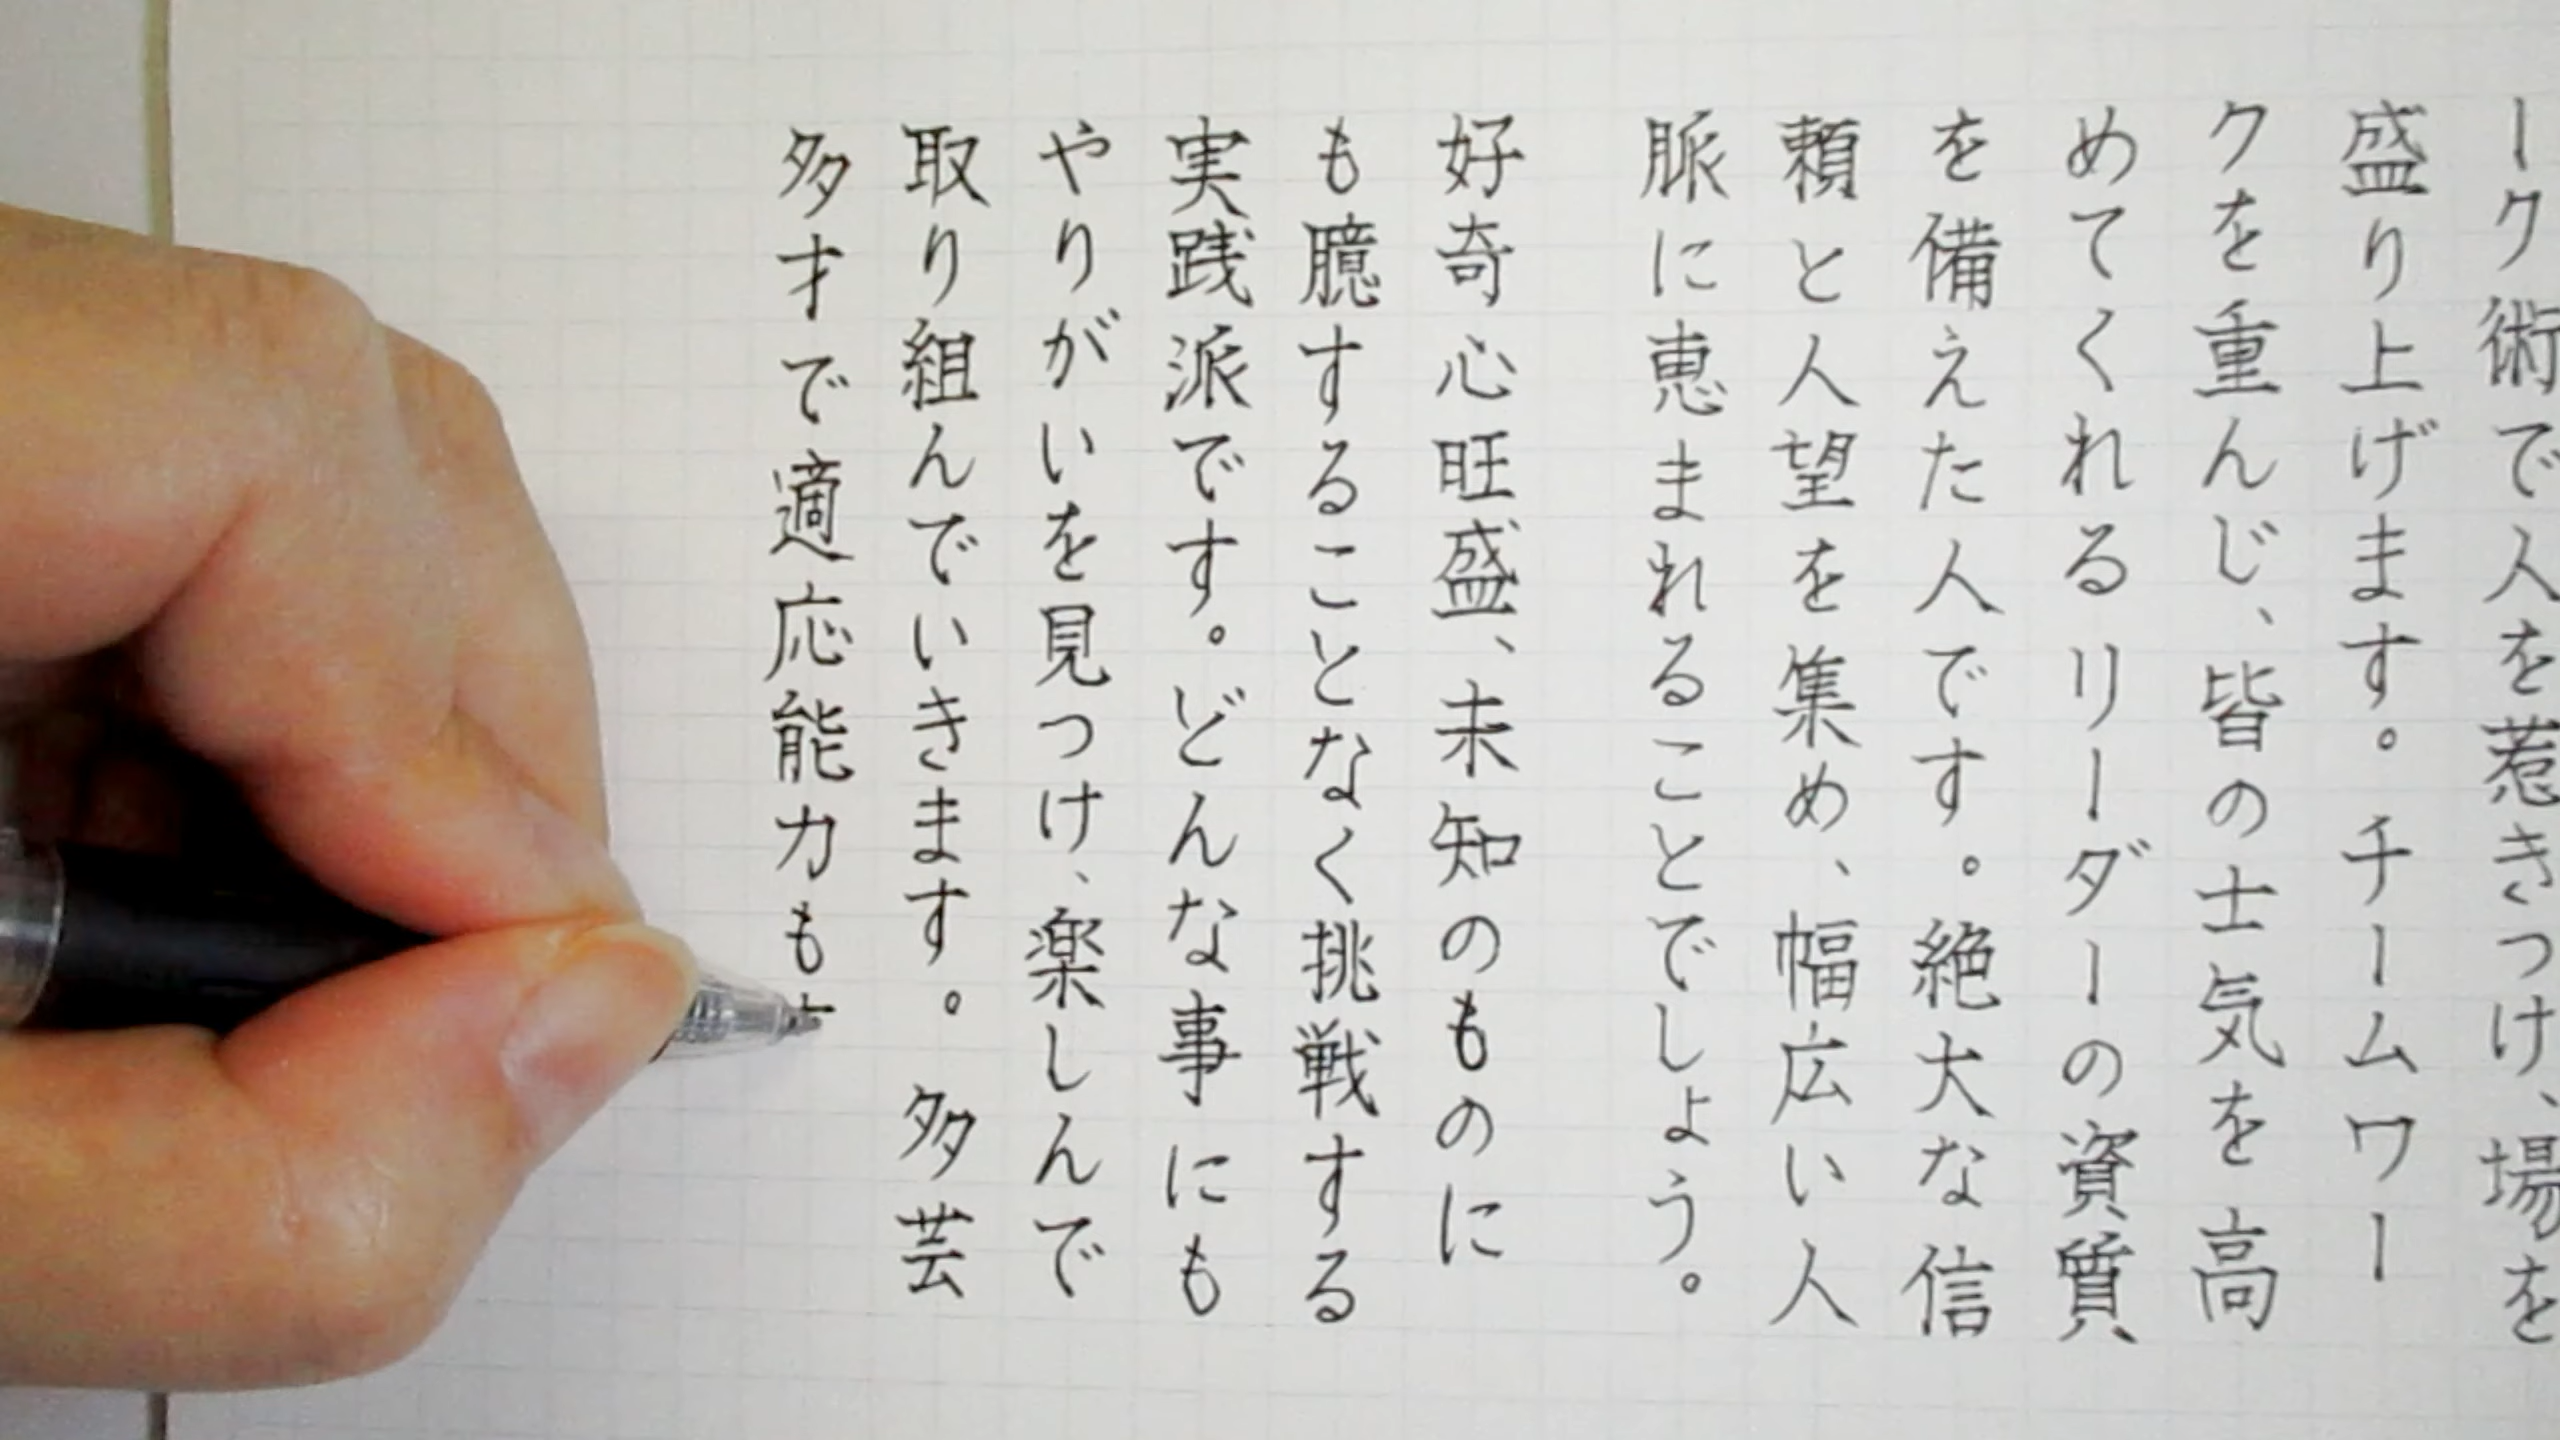 ーク術で人を惹きつけ、場を
盛り上げます。チームワー
クを重んじ、皆の士気を高
めてくれるリーダーの資質
を備えた人です。絶大な信
頼と人望を集め、幅広い人
脈に恵まれることでしょう。
好奇心旺盛、未知のものに
も臆することなく挑戦する
実践派です。どんな事にも
やりがいを見つけ、楽しんで
取り組んでいきます。多芸
多才で適応能力も